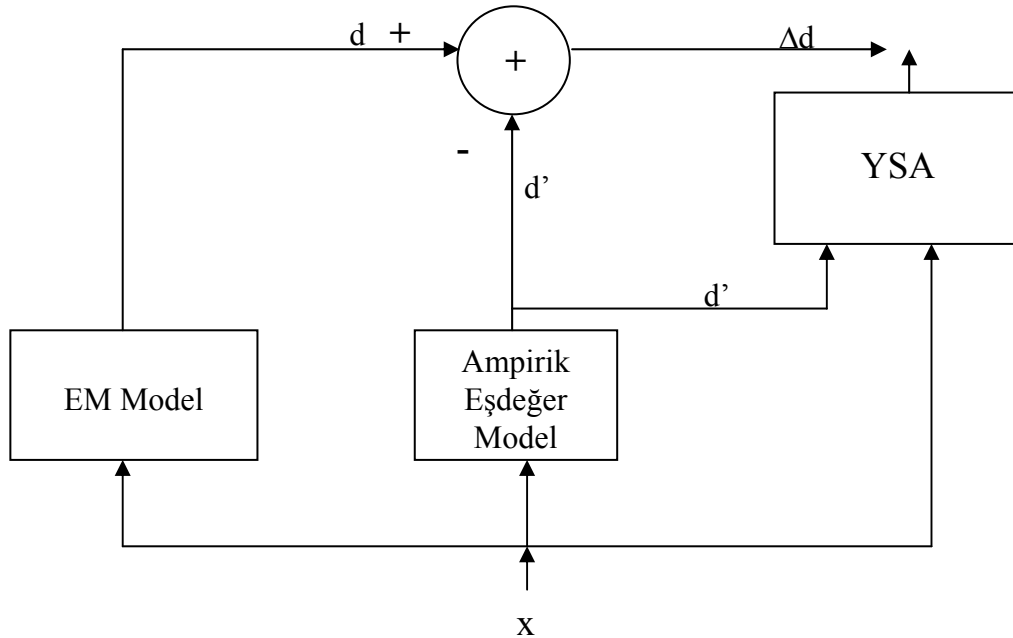 d +
+
Δd
-
d’
YSA
d’
EM Model
Ampirik
Eşdeğer
Model
x